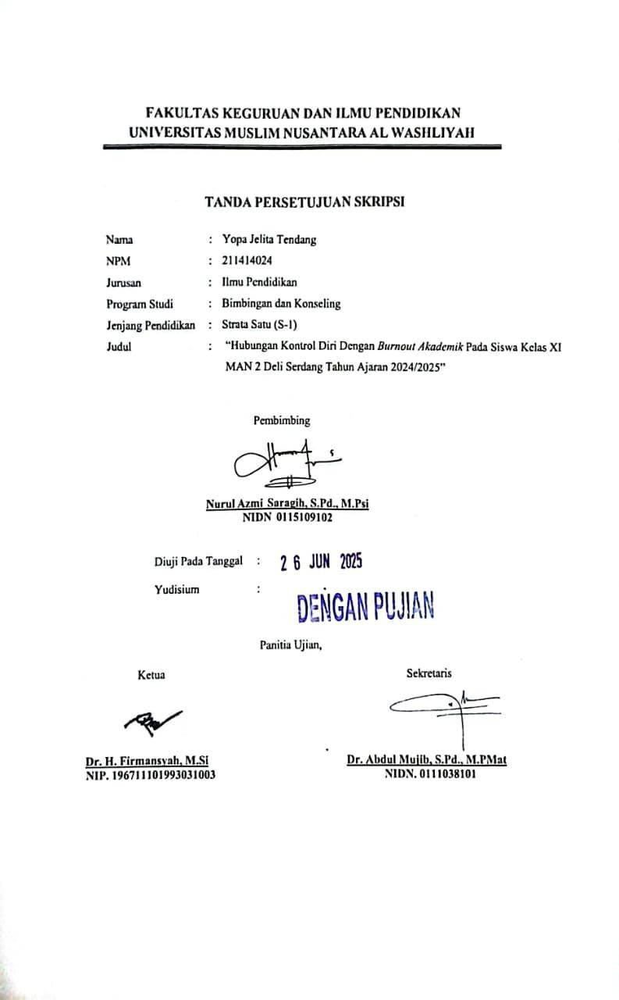 FAKULTAS KEGURUAN DAN ILMU PENDIDIKAN
UNIVERSITAS MUSLIM NUSANTARA AL WASHLIYAH
TANDA PERSETUJUAN SKRIPSI
Nama : Yopa Jelita Tendang
NPM : 211414024
Jurusan : Ilmu Pendidikan
Program Studi : Bimbingan dan Konseling
Jenjang Pendidikan : Strata Satu (S-1)
Judul : “Hubungan Kontrol Diri Dengan Burnout Akademik Pada Siswa Kelas XI
MAN 2 Deli Serdang Tahun Ajaran 2024/2025”
Pembimbing
Nurul Azmi Saragih, S.Pd., M.Psi
NIDN 0115109102
Diuji Pada Tanggal : 26 JUN 2025
Yudisium :
DENGAN PUJIAN
Panitia Ujian,
Ketua
Sekretaris
Dr. H. Firmansyah, M.Si
NIP. 196711101993031003
Dr. Abdul Mujib, S.Pd., M.PMat
NIDN. 0111038101